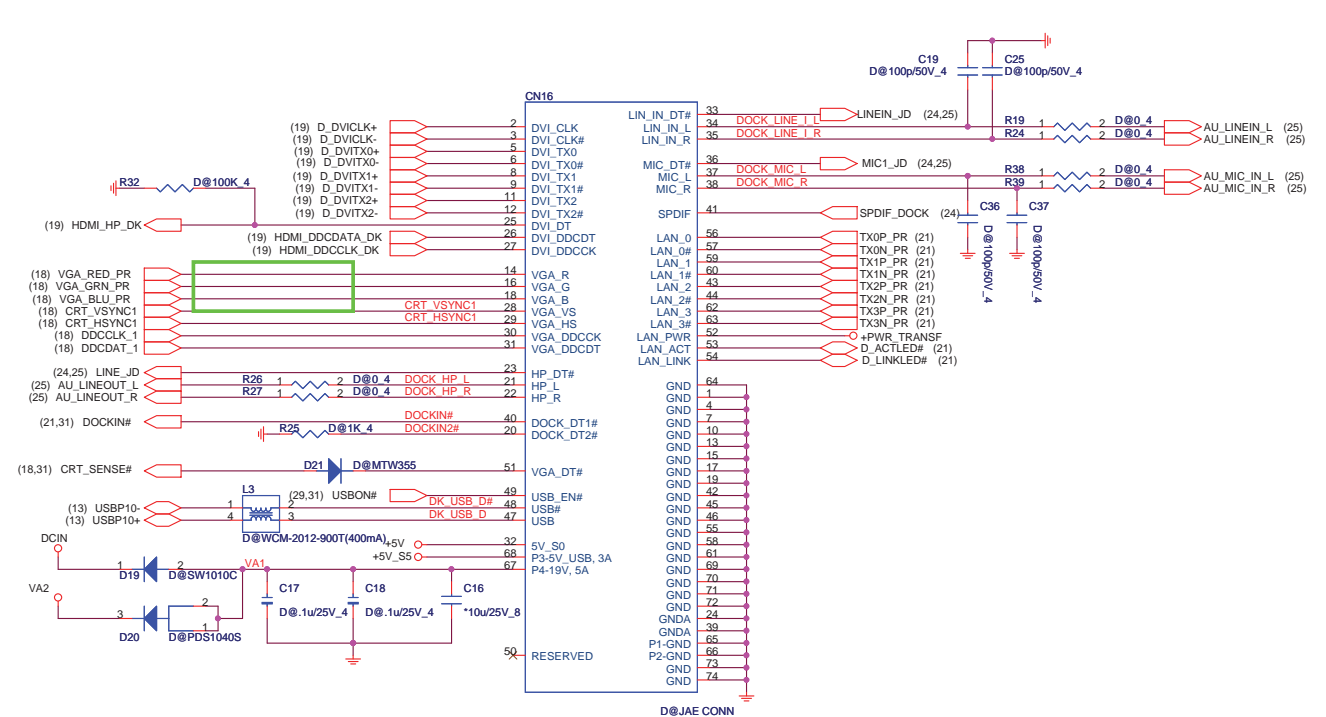 C19
D@100p/50V_4
C25
D@100p/50V_4
CN16
(19) D_DVICLK+ 2 DVI_CLK
(19) D_DVICLK- 3 DVI_CLK#
(19) D_DVITX0+ 5 DVI_TX0
(19) D_DVITX0- 6 DVI_TX0#
(19) D_DVITX1+ 8 DVI_TX1
(19) D_DVITX1- 9 DVI_TX1#
(19) D_DVITX2+ 11 DVI_TX2
(19) D_DVITX2- 12 DVI_TX2#
R32 D@100K_4
(19) HDMI_HP_DK 25 DVI_DT
(19) HDMI_DDCDATA_DK 26 DVI_DDCDT
(19) HDMI_DDCCLK_DK 27 DVI_DDCCK
(18) VGA_RED_PR 14 VGA_R
(18) VGA_GRN_PR 16 VGA_G
(18) VGA_BLU_PR 18 VGA_B
(18) CRT_VSYNC1 CRT_VSYNC1 28 VGA_VS
(18) CRT_HSYNC1 CRT_HSYNC1 29 VGA_HS
(18) DDCCLK_1 30 VGA_DDCCK
(18) DDCDAT_1 31 VGA_DDCDT
(24,25) LINE_JD 23 HP_DT#
(25) AU_LINEOUT_L R26 1 2 D@0_4 DOCK_HP_L 21 HP_L
(25) AU_LINEOUT_R R27 1 2 D@0_4 DOCK_HP_R 22 HP_R
(21,31) DOCKIN# DOCKIN# 40 DOCK_DT1#
R25 D@1K_4 DOCKIN2# 20 DOCK_DT2#
(18,31) CRT_SENSE# D21 D@MTW355 51 VGA_DT#
(29,31) USBON# 49 USB_EN#
L3
(13) USBP10- 1 2 DK_USB_D# 48 USB#
(13) USBP10+ 4 3 DK_USB_D 47 USB
D@WCM-2012-900T(400mA)
+5V 32 5V_S0
+5V_S5 68 P3-5V_USB, 3A
DCIN
1 2 VA1 67 P4-19V, 5A
D19 D@SW1010C
VA2
3 2 1
D20 D@PDS1040S
C17
D@.1u/25V_4
C18
D@.1u/25V_4
C16
*10u/25V_8
50 RESERVED
LIN_IN_DT# 33 LINEIN_JD (24,25)
LIN_IN_L 34 DOCK_LINE_I_L R19 1 2 D@0_4 AU_LINEIN_L (25)
LIN_IN_R 35 DOCK_LINE_I_R R24 1 2 D@0_4 AU_LINEIN_R (25)
MIC_DT# 36 MIC1_JD (24,25)
MIC_L 37 DOCK_MIC_L R38 1 2 D@0_4 AU_MIC_IN_L (25)
MIC_R 38 DOCK_MIC_R R39 1 2 D@0_4 AU_MIC_IN_R (25)
SPDIF 41 SPDIF_DOCK (24)
C36
D@100p/50V_4
C37
D@100p/50V_4
LAN_0 56 TX0P_PR (21)
LAN_0# 57 TX0N_PR (21)
LAN_1 59 TX1P_PR (21)
LAN_1# 60 TX1N_PR (21)
LAN_2 43 TX2P_PR (21)
LAN_2# 44 TX2N_PR (21)
LAN_3 62 TX3P_PR (21)
LAN_3# 63 TX3N_PR (21)
LAN_PWR 52 +PWR_TRANSF
LAN_ACT 53 D_ACTLED# (21)
LAN_LINK 54 D_LINKLED# (21)
GND 64
GND 1
GND 4
GND 7
GND 10
GND 13
GND 15
GND 17
GND 19
GND 42
GND 45
GND 46
GND 55
GND 58
GND 61
GND 69
GND 70
GND 71
GND 72
GNDA 24
GNDA 39
P1-GND 65
P2-GND 66
GND 73
GND 74
D@JAE CONN